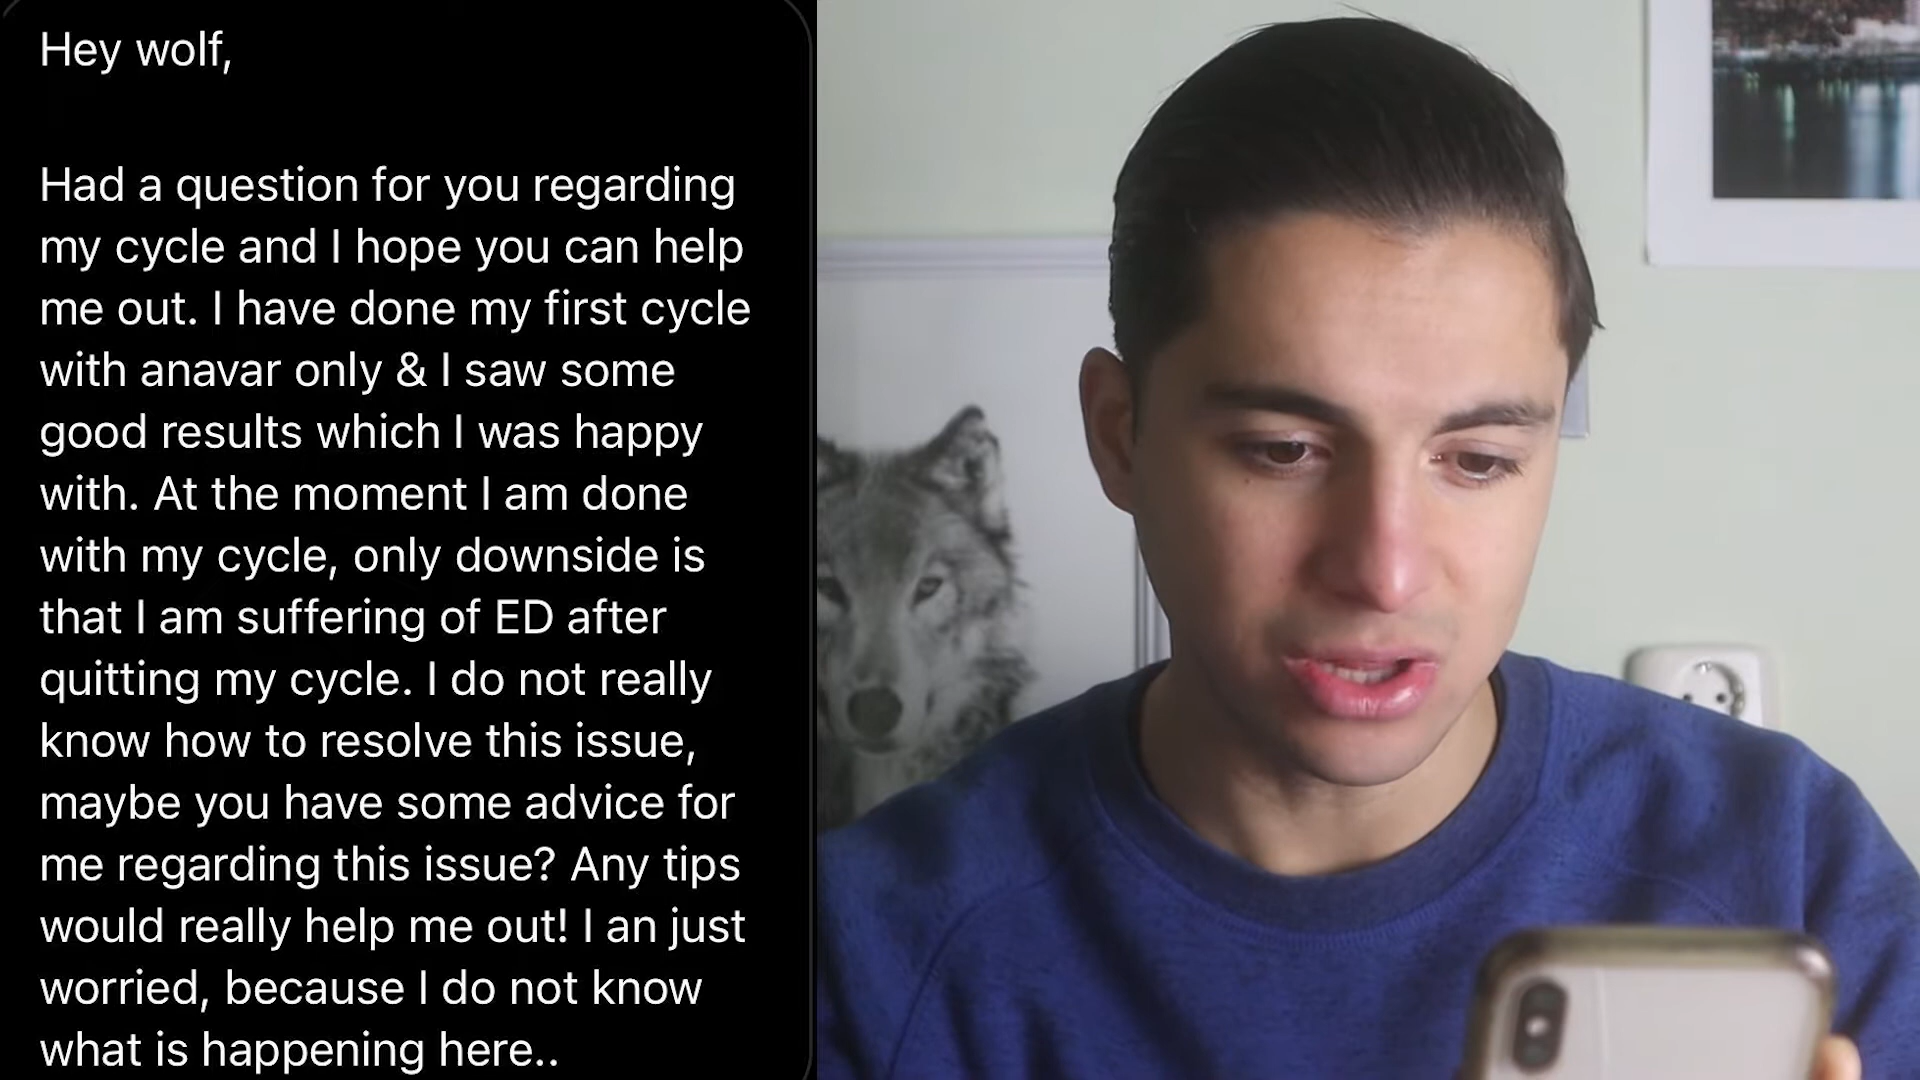 Hey wolf,
Had a question for you regarding
my cycle and I hope you can help
me out. I have done my first cycle
with anavar only & I saw some
good results which I was happy
with. At the moment I am done
with my cycle, only downside is
that I am suffering of ED after
quitting my cycle. I do not really
know how to resolve this issue,
maybe you have some advice for
me regarding this issue? Any tips
would really help me out! I an just
worried, because I do not know
what is happening here..